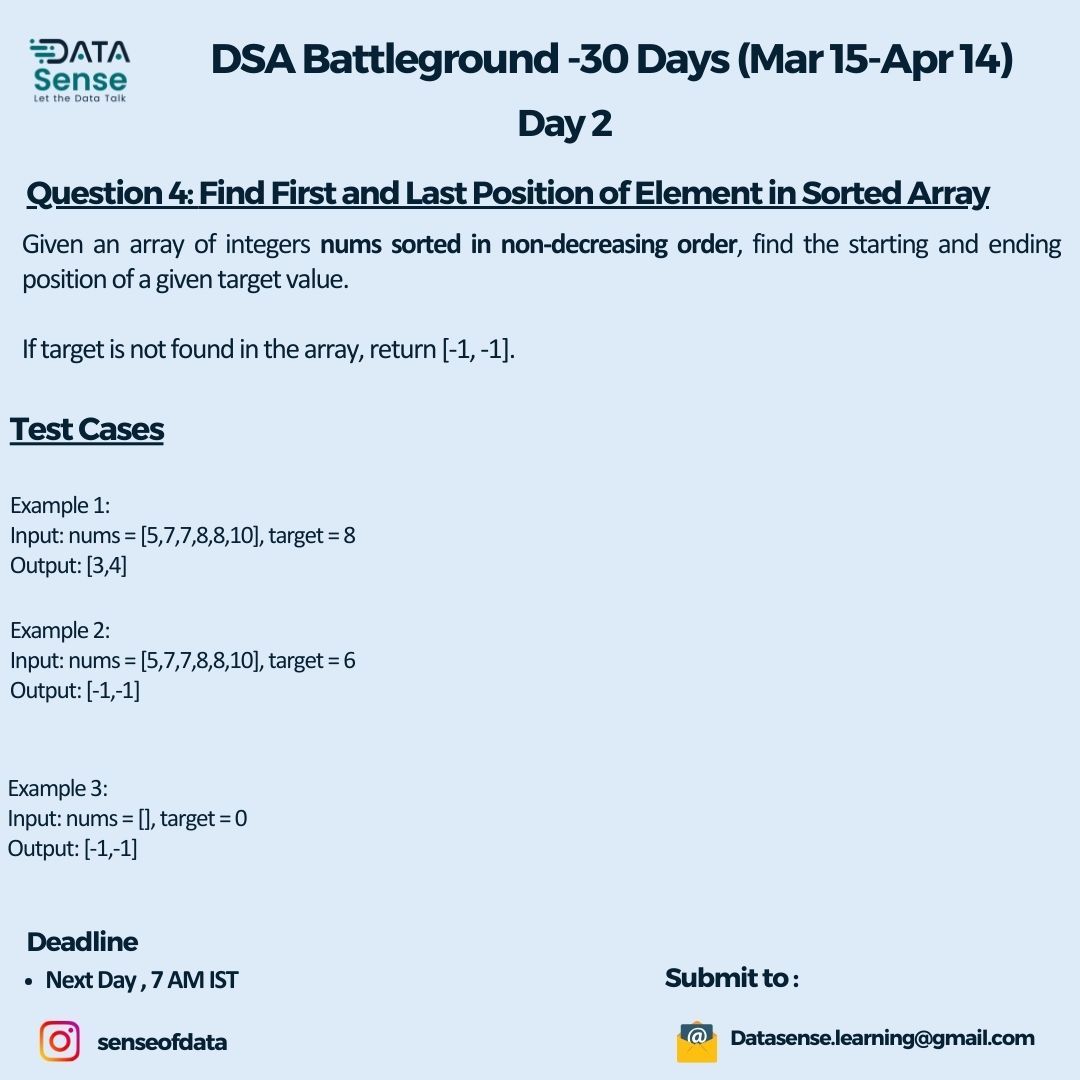 DATA
Sense
Let the Data Talk
DSA Battleground -30 Days (Mar 15-Apr 14)
Day 2
Question 4: Find First and Last Position of Element in Sorted Array
Given an array of integers nums sorted in non-decreasing order, find the starting and ending
position of a given target value.
If target is not found in the array, return [-1, -1].
Test Cases
Example 1:
Input: nums = [5,7,7,8,8,10], target = 8
Output: [3,4]
Example 2:
Input: nums = [5,7,7,8,8,10], target = 6
Output: [-1,-1]
Example 3:
Input: nums = [], target = 0
Output: [-1,-1]
Deadline
• Next Day , 7 AM IST
senseofdata
Submit to :
@
Datasense.learning@gmail.com